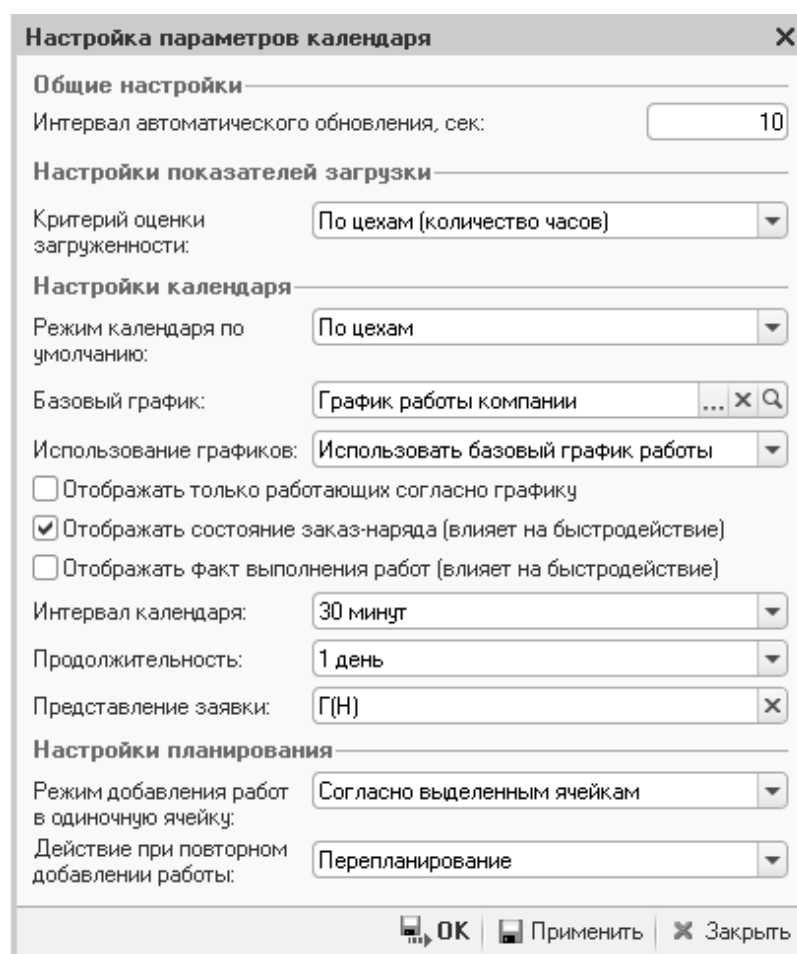 Настройка параметров календаря
Общие настройки
Интервал автоматического обновления, сек: 10
Настройки показателей загрузки
Критерий оценки загруженности: По цехам (количество часов)
Настройки календаря
Режим календаря по умолчанию: По цехам
Базовый график: График работы компании ...
Использование графиков: Использовать базовый график работы
Отображать только работающих согласно графику
Отображать состояние заказ-наряда (влияет на быстродействие)
Отображать факт выполнения работ (влияет на быстродействие)
Интервал календаря: 30 минут
Продолжительность: 1 день
Представление заявки: Г(Н)
Настройки планирования
Режим добавления работ в одиночную ячейку: Согласно выделенным ячейкам
Действие при повторном добавлении работы: Перепланирование
OK Применить Закрыть